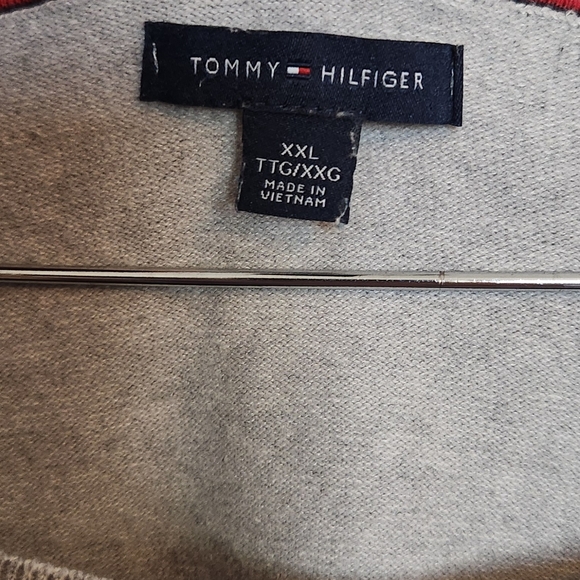 TOMMY HILFIGER
XXL
TTG/XXG
MADE IN
VIETNAM